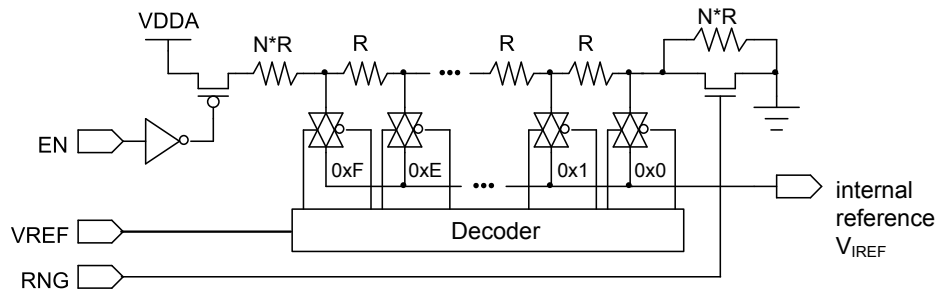 VDDA
N*R
R
R
R
N*R
EN
0xF
0xE
0x1
0x0
internal
reference
VIREF
VREF
Decoder
RNG